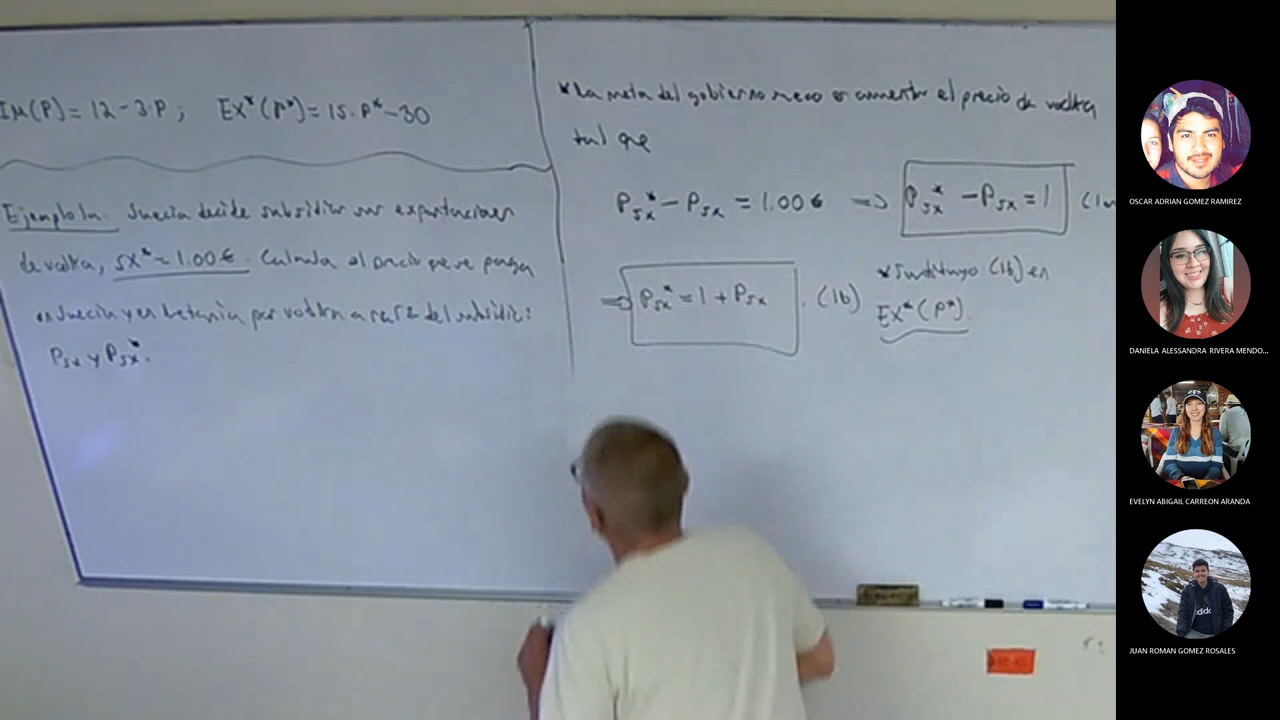 IM(P) = 12 - 3·P ; EX*(P*) = 15·P* - 30
Ejemplo 1a. Suecia decide subsidiar sus exportaciones
de vodka, sx* = 1.00 €. Calcula el precio que se pagan
en Suecia y en por vodka a raíz del subsidio:
Psx y Psx*.
* La meta del gobierno sueco es aumentar el precio de vodka
tal que
Psx* - Psx = 1.00 € ⇒ Psx* - Psx = 1 (1a
⇒ Psx* = 1 + Psx . (1b)
* Sustituyo (1b) en
EX*(P*).
OSCAR ADRIAN GOMEZ RAMIREZ
DANIELA ALESSANDRA RIVERA MENDO...
EVELYN ABIGAIL CARREON ARANDA
JUAN ROMAN GOMEZ ROSALES